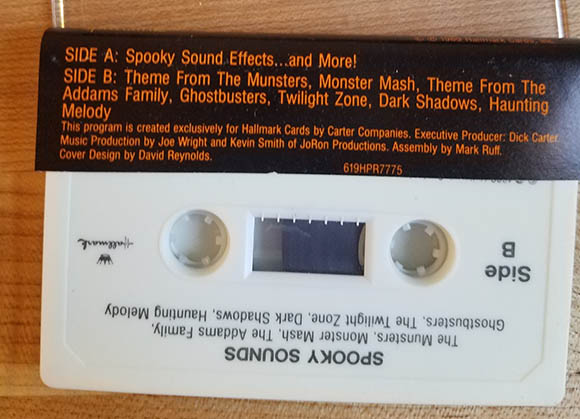 SIDE A: Spooky Sound Effects...and More!
SIDE B: Theme From The Munsters, Monster Mash, Theme From The
Addams Family, Ghostbusters, Twilight Zone, Dark Shadows, Haunting
Melody
This program is created exclusively for Hallmark Cards by Carter Companies. Executive Producer: Dick Carter.
Music Production by Joe Wright and Kevin Smith of JoRon Productions. Assembly by Mark Ruff.
Cover Design by David Reynolds.
619HPR7775
SPOOKY SOUNDS
The Munsters, Monster Mash, The Addams Family,
Ghostbusters, The Twilight Zone, Dark Shadows, Haunting Melody
Side
B
Hallmark